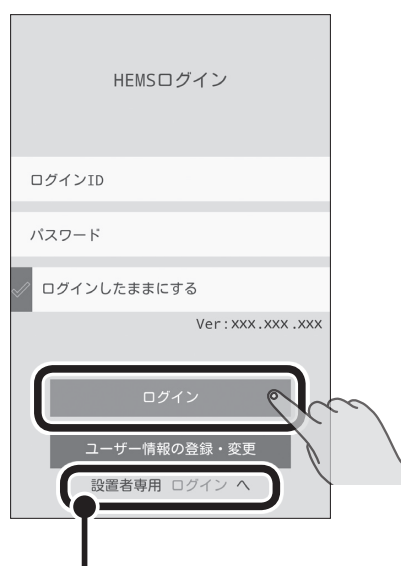 HEMSログイン
ログインID
パスワード
ログインしたままにする
Ver:xxx.xxx.xxx
ログイン
ユーザー情報の登録・変更
設置者専用 ログイン へ